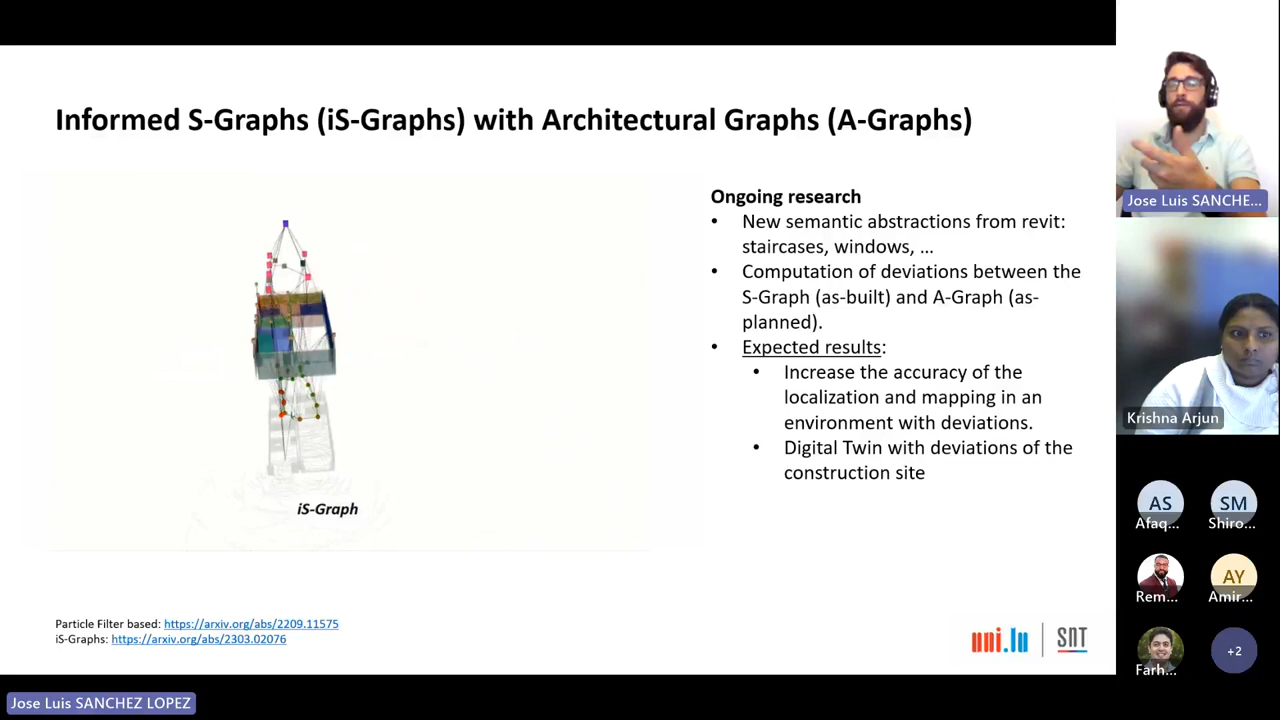 Informed S-Graphs (iS-Graphs) with Architectural Graphs (A-Graphs)
Ongoing research
• New semantic abstractions from revit:
staircases, windows, ...
• Computation of deviations between the
S-Graph (as-built) and A-Graph (as-
planned).
• Expected results:
• Increase the accuracy of the
localization and mapping in an
environment with deviations.
• Digital Twin with deviations of the
construction site
iS-Graph
Particle Filter based: https://arxiv.org/abs/2209.11575
iS-Graphs: https://arxiv.org/abs/2303.02076
uni.lu
SNT
Jose Luis SANCHE...
Krishna Arjun
AS
Afaq...
SM
Shiro...
Rem...
AY
Amir...
Farh...
+2
Jose Luis SANCHEZ LOPEZ